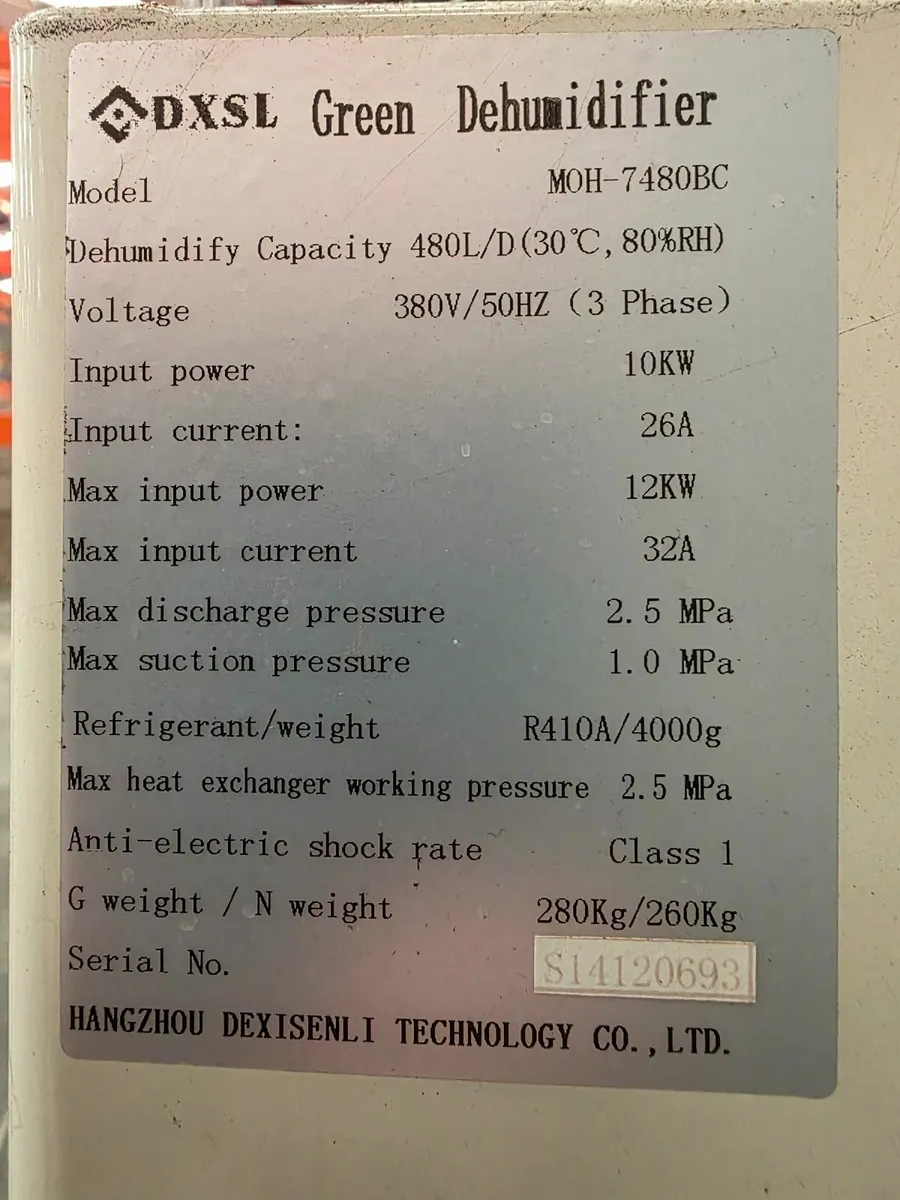 DXSL Green Dehumidifier
Model MOH-7480BC
Dehumidify Capacity 480L/D(30℃,80%RH)
Voltage 380V/50HZ (3 Phase)
Input power 10KW
Input current: 26A
Max input power 12KW
Max input current 32A
Max discharge pressure 2.5 MPa
Max suction pressure 1.0 MPa
Refrigerant/weight R410A/4000g
Max heat exchanger working pressure 2.5 MPa
Anti-electric shock rate Class 1
G weight / N weight 280Kg/260Kg
Serial No. S14120693
HANGZHOU DEXISENLI TECHNOLOGY CO.,LTD.